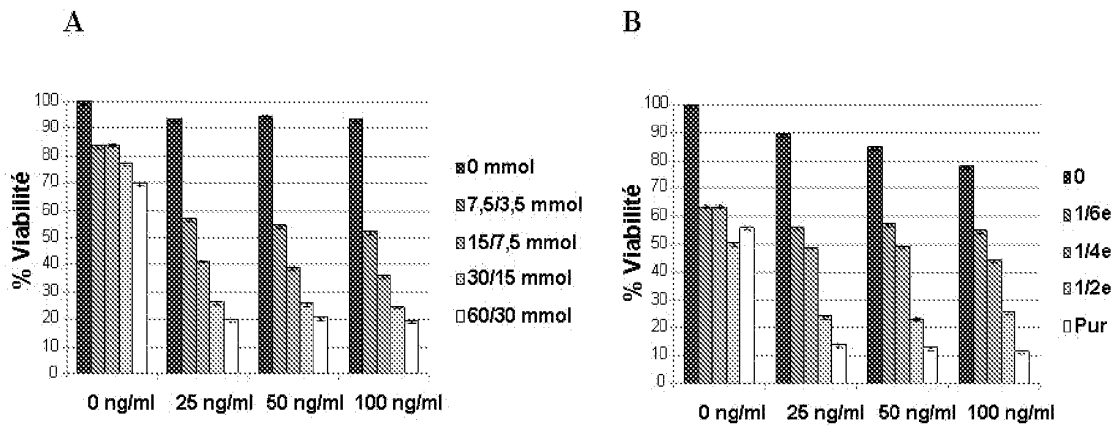 A
% Viabilité
100
90
80
70
60
50
40
30
20
10
0
0 ng/ml 25 ng/ml 50 ng/ml 100 ng/ml
0 mmol
7,5/3,5 mmol
15/7,5 mmol
30/15 mmol
60/30 mmol
B
% Viabilité
100
90
80
70
60
50
40
30
20
10
0
0 ng/ml 25 ng/ml 50 ng/ml 100 ng/ml
0
1/6e
1/4e
1/2e
Pur